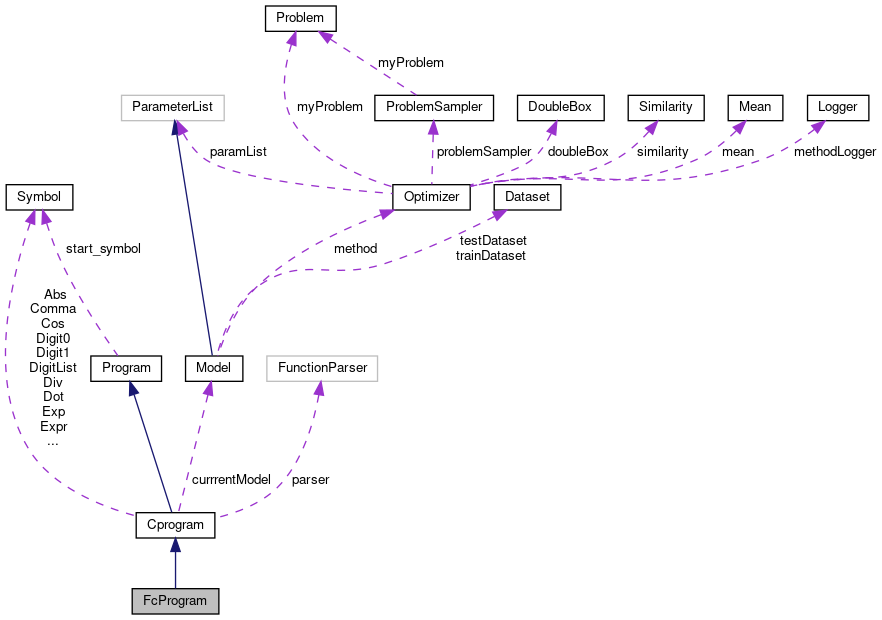 Problem
myProblem
ParameterList
ProblemSampler
DoubleBox
Similarity
Mean
Logger
myProblem
paramList
problemSampler
doubleBox
similarity
mean
methodLogger
Symbol
Optimizer
Dataset
start_symbol
method
testDataset
trainDataset
Abs
Comma
Cos
Digit0
Digit1
DigitList
Div
Dot
Exp
Expr
...
Program
Model
FunctionParser
currrentModel
parser
Cprogram
FcProgram